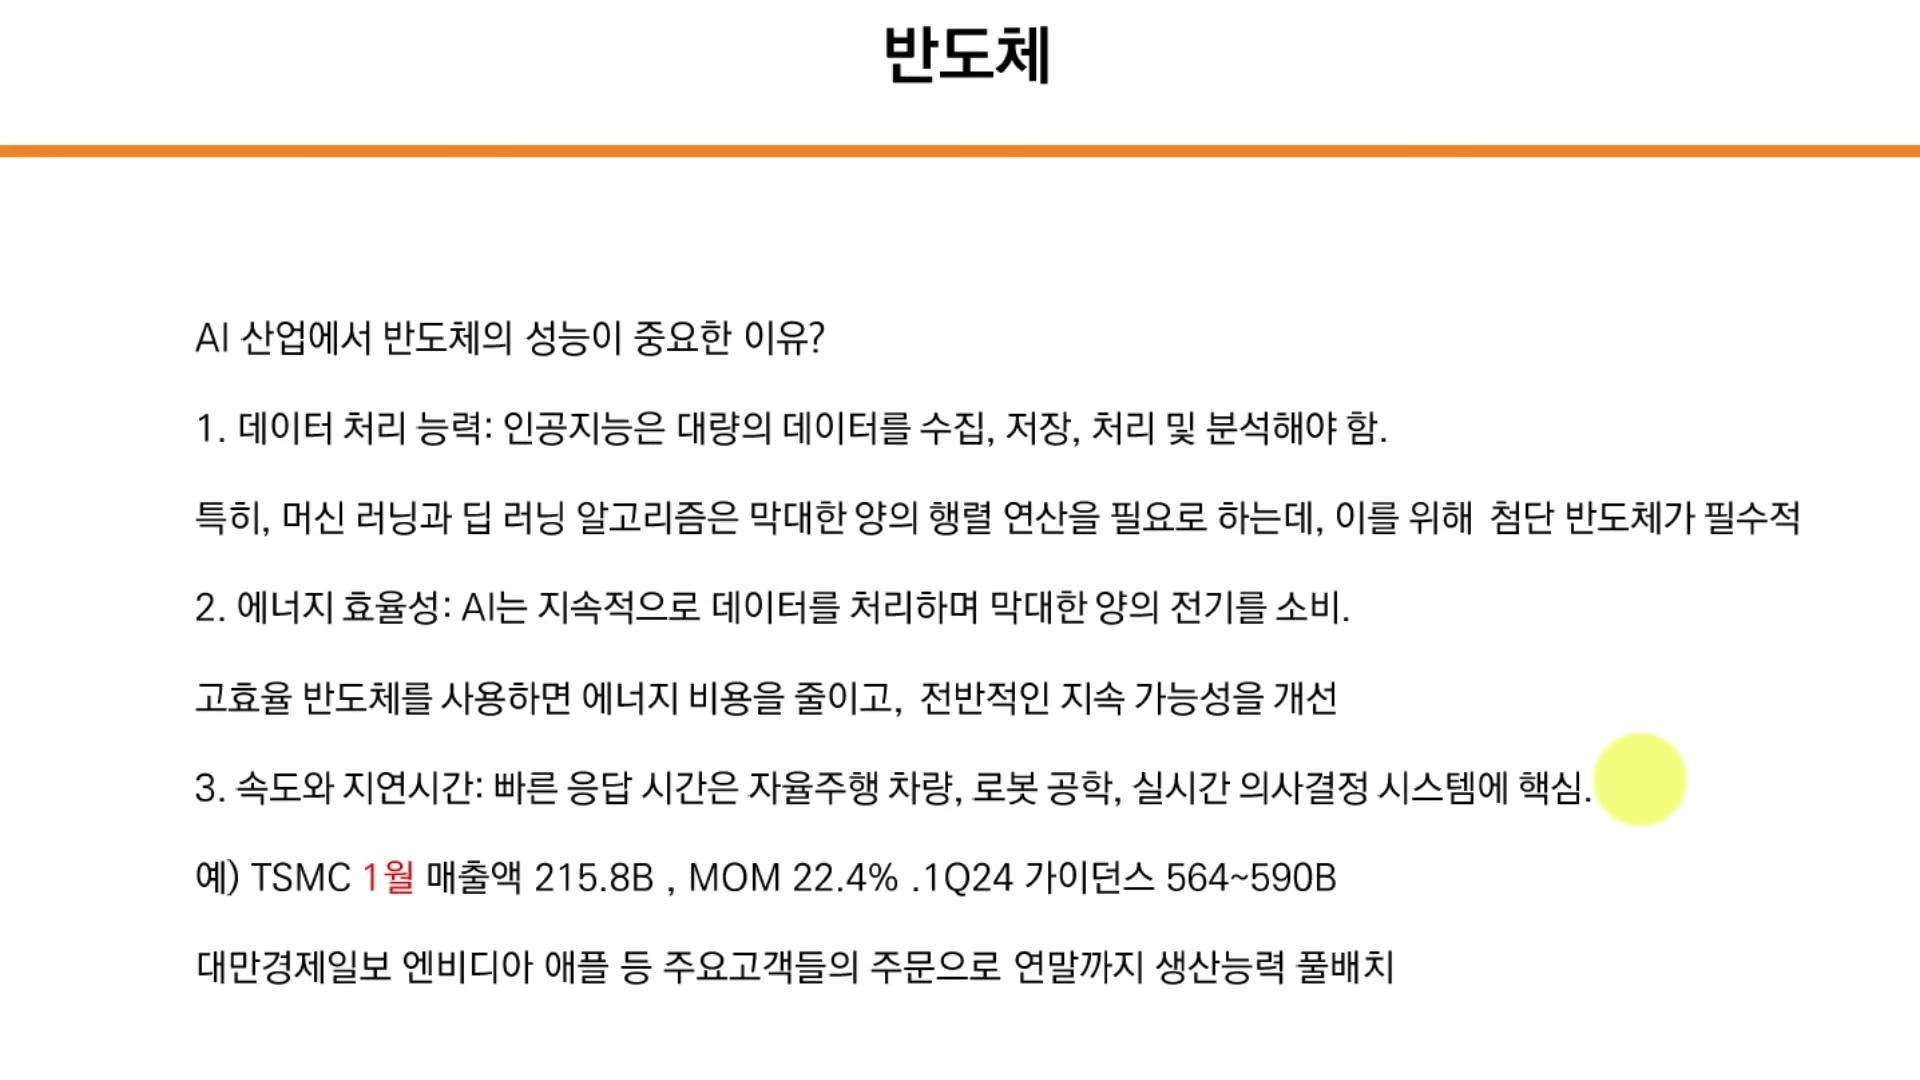 반도체
AI 산업에서 반도체의 성능이 중요한 이유?
1. 데이터 처리 능력: 인공지능은 대량의 데이터를 수집, 저장, 처리 및 분석해야 함.
특히, 머신 러닝과 딥 러닝 알고리즘은 막대한 양의 행렬 연산을 필요로 하는데, 이를 위해 첨단 반도체가 필수적
2. 에너지 효율성: AI는 지속적으로 데이터를 처리하며 막대한 양의 전기를 소비.
고효율 반도체를 사용하면 에너지 비용을 줄이고, 전반적인 지속 가능성을 개선
3. 속도와 지연시간: 빠른 응답 시간은 자율주행 차량, 로봇 공학, 실시간 의사결정 시스템에 핵심.
예) TSMC 1월 매출액 215.8B , MOM 22.4% .1Q24 가이던스 564~590B
대만경제일보 엔비디아 애플 등 주요고객들의 주문으로 연말까지 생산능력 풀배치